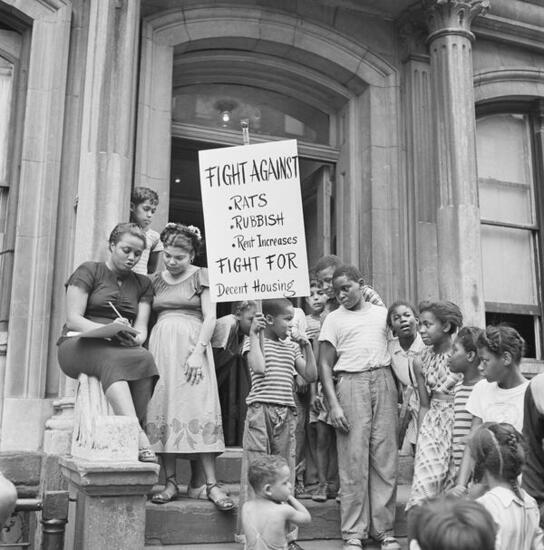 FIGHT AGAINST
• RATS
• RUBBISH
• Rent Increases
FIGHT FOR
Decent Housing